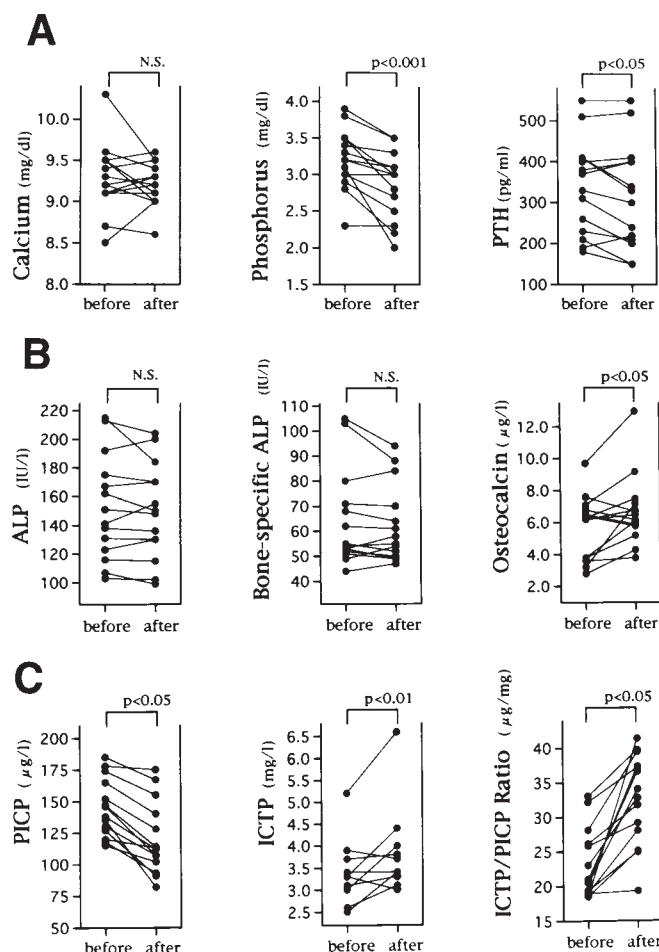 A
N.S.
Calcium (mg/dl)
10.0
9.5
9.0
8.5
8.0
before after
p<0.001
Phosphorus (mg/dl)
4.0
3.5
3.0
2.5
2.0
1.5
before after
p<0.05
PTH (pg/ml)
500
400
300
200
100
before after
B
N.S.
ALP (IU/l)
220
200
180
160
140
120
100
before after
N.S.
Bone-specific ALP (IU/l)
110
100
90
80
70
60
50
40
before after
p<0.05
Osteocalcin (μg/l)
12.0
10.0
8.0
6.0
4.0
2.0
before after
C
p<0.05
PICP (μg/l)
200
175
150
125
100
75
50
before after
p<0.01
ICTP (mg/l)
6.5
6.0
5.5
5.0
4.5
4.0
3.5
3.0
2.5
before after
p<0.05
ICTP/PICP Ratio (μg/mg)
40
35
30
25
20
15
before after